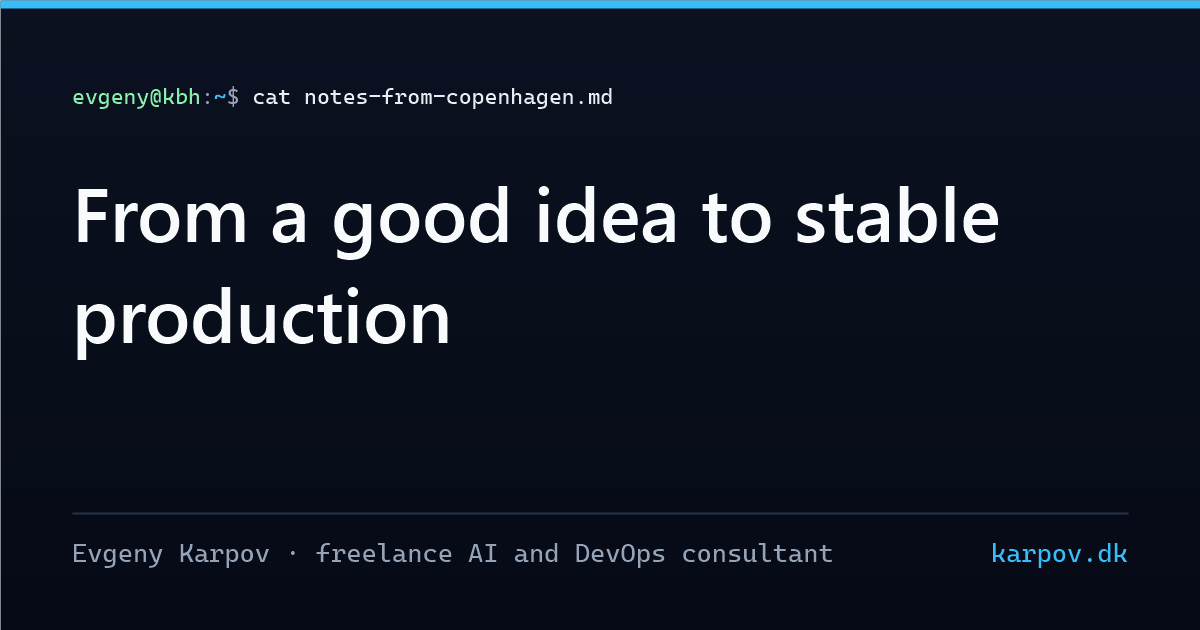 evgeny@kbh:~$ cat notes-from-copenhagen.md
From a good idea to stable
production
Evgeny Karpov · freelance AI and DevOps consultant
karpov.dk